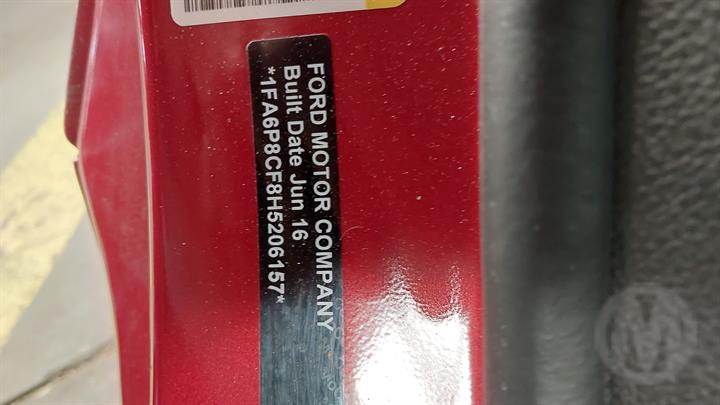 FORD MOTOR COMPANY
Built Date Jun 16
*1FA6P8CF8H5206157*